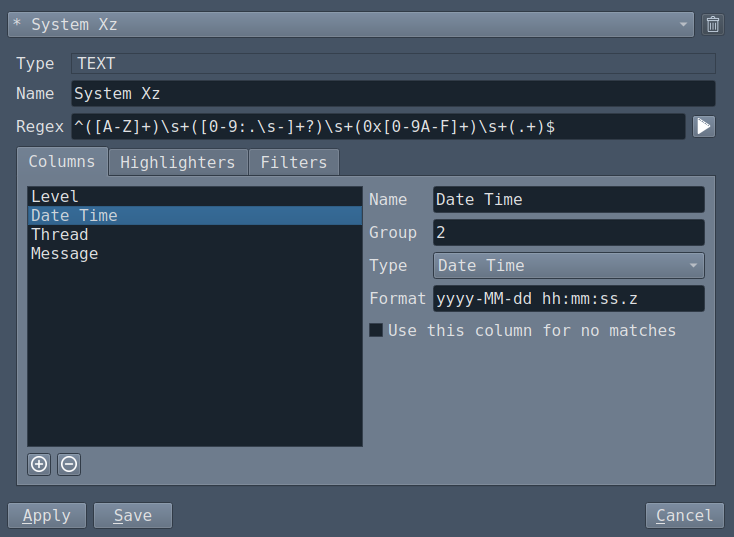 * System Xz
Type TEXT
Name System Xz
Regex ^([A-Z]+)\s+([0-9:.\s-]+?)\s+(0x[0-9A-F]+)\s+(.+)$
Columns Highlighters Filters
Level
Date Time
Thread
Message
Name Date Time
Group 2
Type Date Time
Format yyyy-MM-dd hh:mm:ss.z
Use this column for no matches
Apply Save Cancel